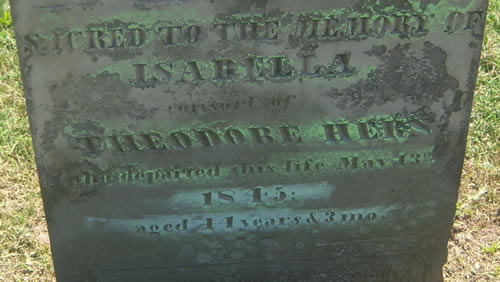 SACRED TO THE MEMORY OF
ISABELLA
consort of
THEODORE
who departed this life May
1845:
aged 44 years & 3 mo.